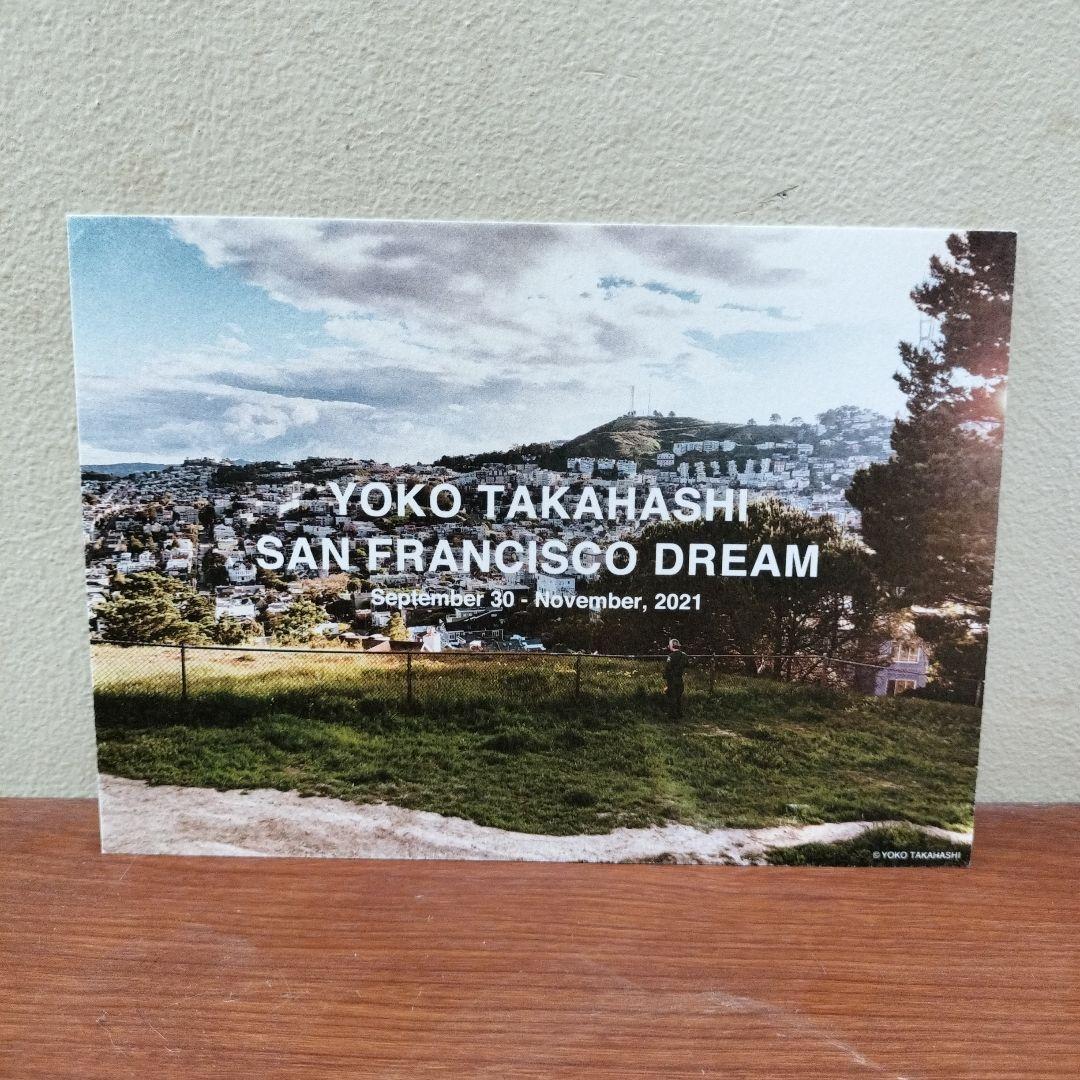 YOKO TAKAHASHI
SAN FRANCISCO DREAM
September 30 - November, 2021
© YOKO TAKAHASHI